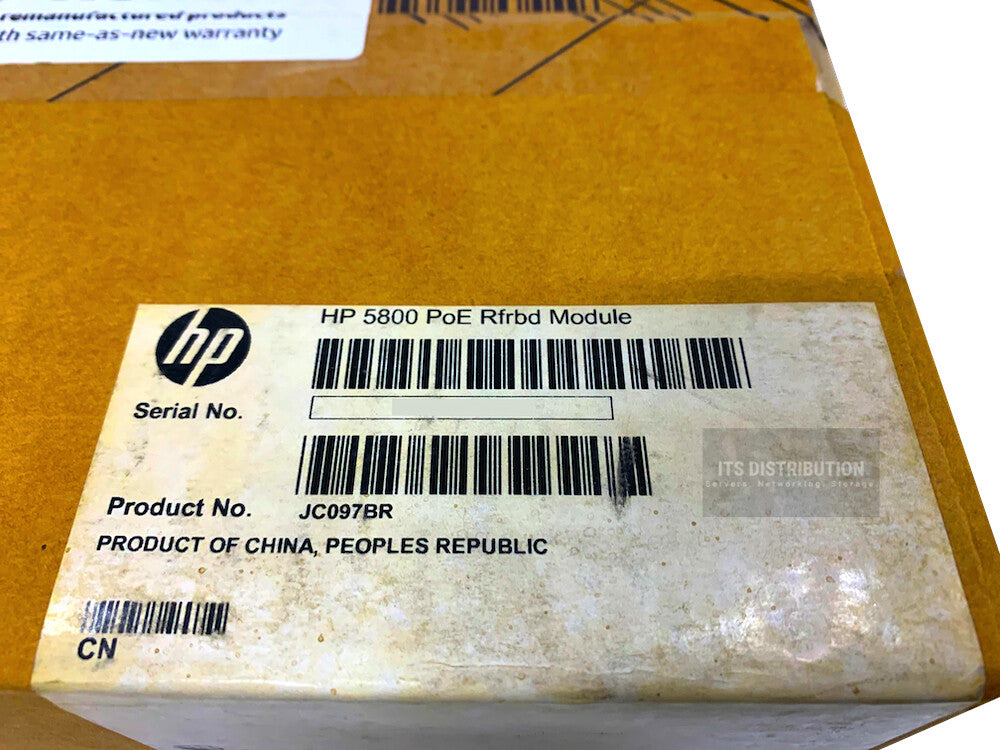 remanufactured products
th same-as-new warranty
hp
HP 5800 PoE Rfrbd Module
Serial No.
Product No. JC097BR
PRODUCT OF CHINA, PEOPLES REPUBLIC
CN
ITS DISTRIBUTION
Servers. Networking. Storage.